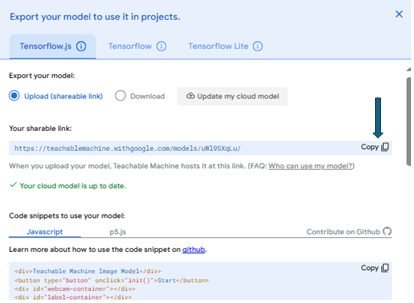 Export your model to use it in projects.
Tensorflow.js Tensorflow Tensorflow Lite
Export your model:
Upload (shareable link) Download Update my cloud model
Your sharable link:
https://teachablemachine.withgoogle.com/models/uWl9SXqLu/ Copy
When you upload your model, Teachable Machine hosts it at this link. (FAQ: Who can use my model?)
✓ Your cloud model is up to date.
Code snippets to use your model:
Javascript p5.js Contribute on Github
Learn more about how to use the code snippet on github.
<div>Teachable Machine Image Model</div> Copy
<button type="button" onclick="init()">Start</button>
<div id="webcam-container"></div>
<div id="label-container"></div>